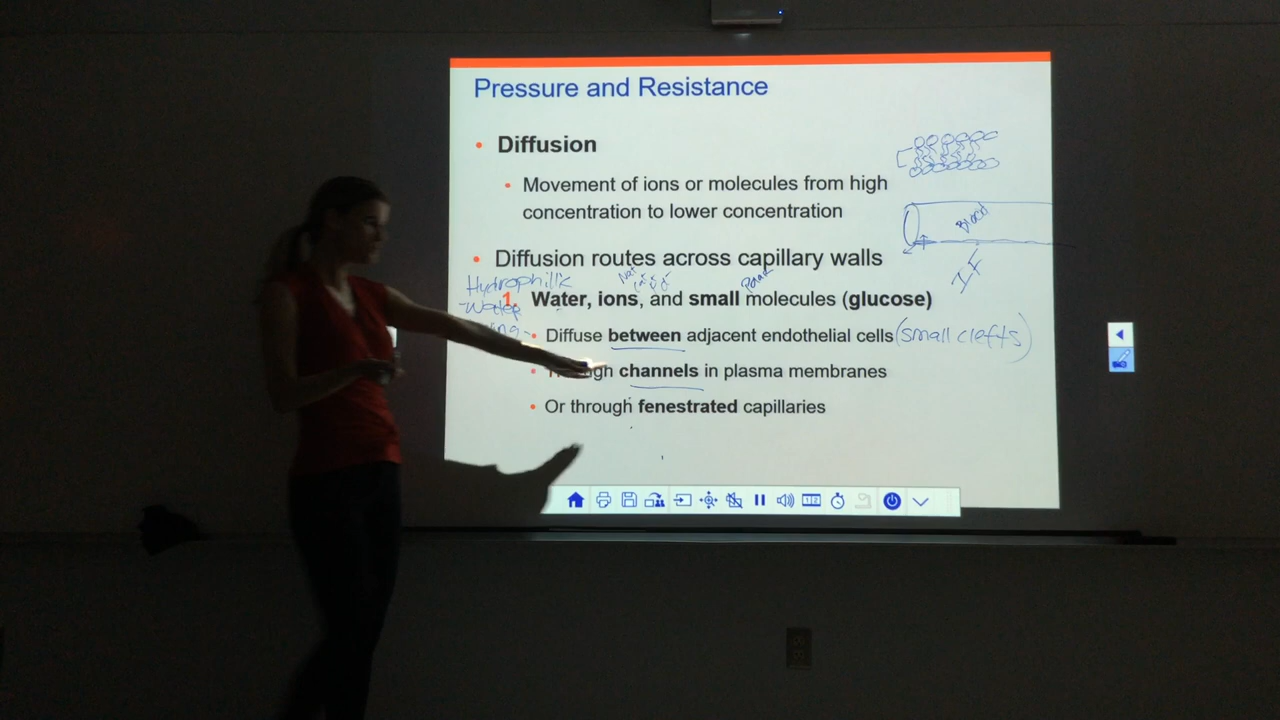 Pressure and Resistance
• Diffusion
• Movement of ions or molecules from high
concentration to lower concentration
Blood
• Diffusion routes across capillary walls
IF
Hydrophilic
Na+
Polar
1. Water, ions, and small molecules (glucose)
-Water
• Diffuse between adjacent endothelial cells (small clefts)
• Through channels in plasma membranes
• Or through fenestrated capillaries